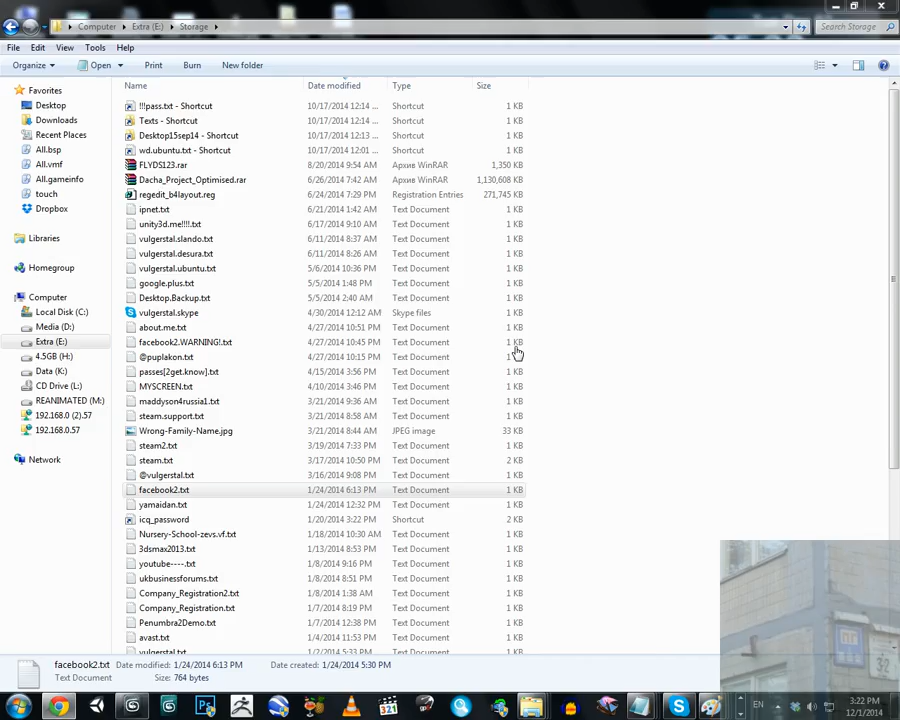 Computer ▸ Extra (E:) ▸ Storage ▸
Search Storage
File Edit View Tools Help
Organize Open Print Burn New folder
Name Date modified Type Size
Favorites
Desktop
Downloads
Recent Places
All.bsp
All.vmf
All.gameinfo
touch
Dropbox
Libraries
Homegroup
Computer
Local Disk (C:)
Media (D:)
Extra (E:)
4.5GB (H:)
Data (K:)
CD Drive (L:)
REANIMATED (M:)
192.168.0 (2).57
192.168.0.57
Network
!!!pass.txt - Shortcut 10/17/2014 12:14 ... Shortcut 1 KB
Texts - Shortcut 10/17/2014 12:14 ... Shortcut 1 KB
Desktop15sep14 - Shortcut 10/17/2014 12:13 ... Shortcut 1 KB
wd.ubuntu.txt - Shortcut 10/17/2014 12:01 ... Shortcut 1 KB
FLYDS123.rar 8/20/2014 9:54 AM Архив WinRAR 1,350 KB
Dacha_Project_Optimised.rar 6/26/2014 7:42 AM Архив WinRAR 1,130,608 KB
regedit_b4layout.reg 6/24/2014 7:29 PM Registration Entries 271,745 KB
ipnet.txt 6/21/2014 1:42 AM Text Document 1 KB
unity3d.me!!!!.txt 6/17/2014 9:10 AM Text Document 1 KB
vulgerstal.slando.txt 6/11/2014 8:37 AM Text Document 1 KB
vulgerstal.desura.txt 6/11/2014 8:26 AM Text Document 1 KB
vulgerstal.ubuntu.txt 5/6/2014 10:36 PM Text Document 1 KB
google.plus.txt 5/5/2014 1:48 PM Text Document 1 KB
Desktop.Backup.txt 5/5/2014 2:40 AM Text Document 1 KB
vulgerstal.skype 4/30/2014 12:12 AM Skype files 1 KB
about.me.txt 4/27/2014 10:51 PM Text Document 1 KB
facebook2.WARNING!.txt 4/27/2014 10:45 PM Text Document 1 KB
@puplakon.txt 4/27/2014 10:15 PM Text Document 1
passes[2get.know].txt 4/15/2014 3:56 PM Text Document 1 KB
MYSCREEN.txt 4/10/2014 3:46 PM Text Document 1 KB
maddyson4russia1.txt 3/21/2014 9:36 AM Text Document 1 KB
steam.support.txt 3/21/2014 8:58 AM Text Document 1 KB
Wrong-Family-Name.jpg 3/21/2014 8:44 AM JPEG image 33 KB
steam2.txt 3/19/2014 7:33 PM Text Document 1 KB
steam.txt 3/17/2014 10:50 PM Text Document 2 KB
@vulgerstal.txt 3/16/2014 9:08 PM Text Document 1 KB
facebook2.txt 1/24/2014 6:13 PM Text Document 1 KB
yamaidan.txt 1/24/2014 12:32 PM Text Document 1 KB
icq_password 1/20/2014 3:22 PM Shortcut 2 KB
Nursery-School-zevs.vf.txt 1/18/2014 10:30 AM Text Document 1 KB
3dsmax2013.txt 1/13/2014 8:53 PM Text Document 1 KB
youtube----.txt 1/8/2014 9:16 PM Text Document 1 KB
ukbusinessforums.txt 1/8/2014 8:51 PM Text Document 1 KB
Company_Registration2.txt 1/8/2014 1:38 AM Text Document 1 KB
Company_Registration.txt 1/7/2014 8:19 PM Text Document 1 KB
Penumbra2Demo.txt 1/7/2014 12:38 PM Text Document 1 KB
avast.txt 1/4/2014 11:53 PM Text Document 1 KB
vulgerstal.txt 1/2/2014 5:33 PM Text Document 1 KB
facebook2.txt Date modified: 1/24/2014 6:13 PM Date created: 1/24/2014 5:30 PM
Text Document Size: 764 bytes
32
321
EN
3:22 PM
12/1/2014